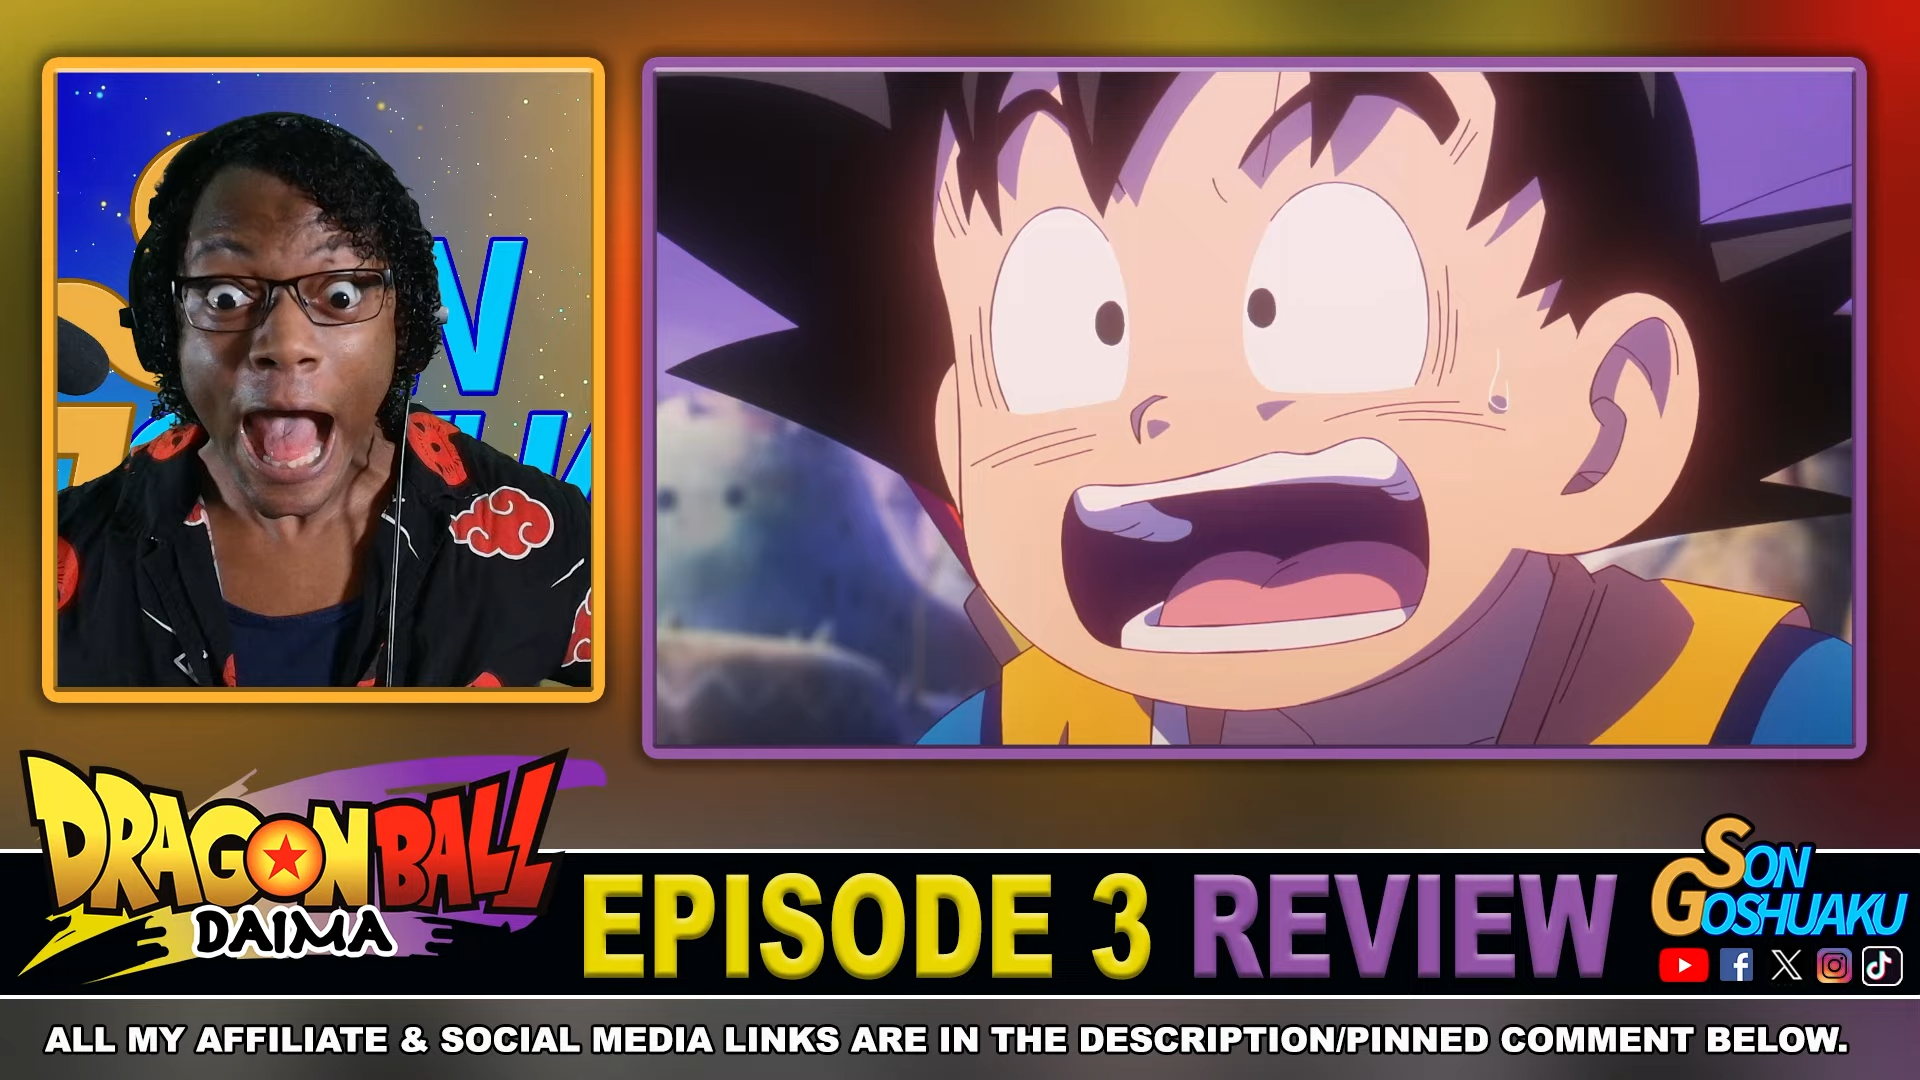 DRAGON BALL
DAIMA
EPISODE 3 REVIEW
SON
GOSHUAKU
ALL MY AFFILIATE & SOCIAL MEDIA LINKS ARE IN THE DESCRIPTION/PINNED COMMENT BELOW.